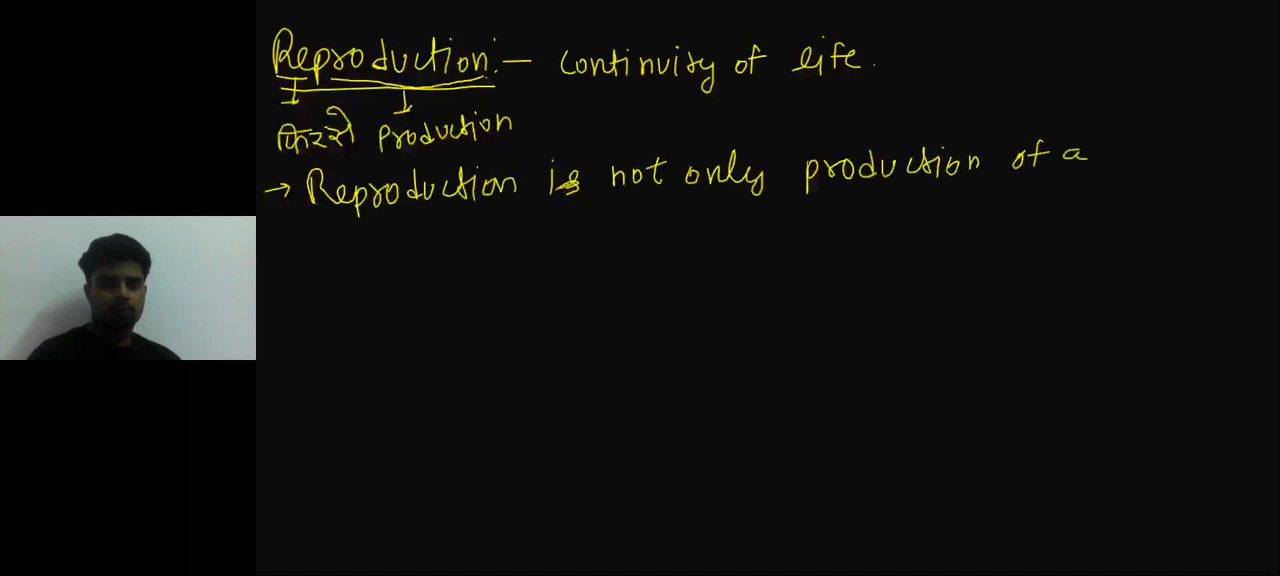 Reproduction:— continuity of life.
फिरसे production
→ Reproduction is not only production of a